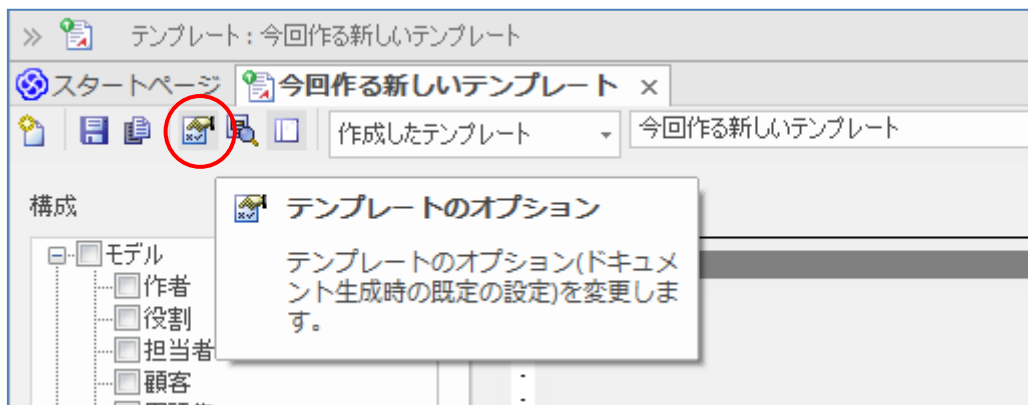 テンプレート : 今回作る新しいテンプレート
スタートページ 今回作る新しいテンプレート ×
作成したテンプレート 今回作る新しいテンプレート
構成
テンプレートのオプション
テンプレートのオプション(ドキュメ
ント生成時の既定の設定)を変更しま
す。
モデル
作者
役割
担当者
顧客